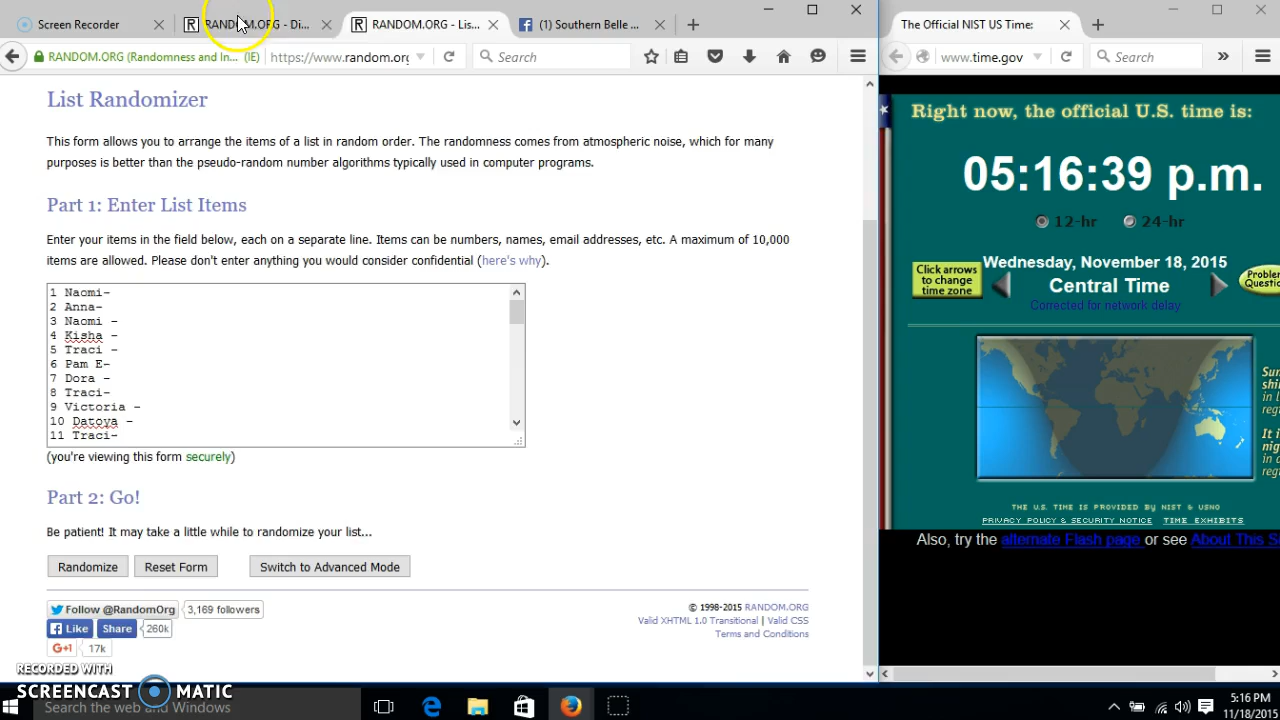 Screen Recorder
RANDOM.ORG - Di...
RANDOM.ORG - Lis...
(1) Southern Belle ...
The Official NIST US Time:
RANDOM.ORG (Randomness and In... (IE)
https://www.random.org
Search
www.time.gov
Search
List Randomizer
This form allows you to arrange the items of a list in random order. The randomness comes from atmospheric noise, which for many
purposes is better than the pseudo-random number algorithms typically used in computer programs.
Part 1: Enter List Items
Enter your items in the field below, each on a separate line. Items can be numbers, names, email addresses, etc. A maximum of 10,000
items are allowed. Please don't enter anything you would consider confidential (here's why).
1 Naomi-
2 Anna-
3 Naomi -
4 Kisha -
5 Traci -
6 Pam E-
7 Dora -
8 Traci-
9 Victoria -
10 Datoya -
11 Traci-
(you're viewing this form securely)
Part 2: Go!
Be patient! It may take a little while to randomize your list...
Randomize
Reset Form
Switch to Advanced Mode
Follow @RandomOrg
3,169 followers
Like
Share
260k
G+1
17k
© 1998-2015 RANDOM.ORG
Valid XHTML 1.0 Transitional | Valid CSS
Terms and Conditions
Right now, the official U.S. time is:
05:16:39 p.m.
12-hr
24-hr
Wednesday, November 18, 2015
Central Time
Corrected for network delay
Click arrows
to change
time zone
Problem
Questic
Sun
in l
regi
It i
nig
in a
regi
THE U.S. TIME IS PROVIDED BY NIST & USNO
PRIVACY POLICY & SECURITY NOTICE
TIME EXHIBITS
Also, try the alternate Flash page or see About This S
RECORDED WITH
SCREENCAST MATIC
Search the web and Windows
5:16 PM
11/18/2015